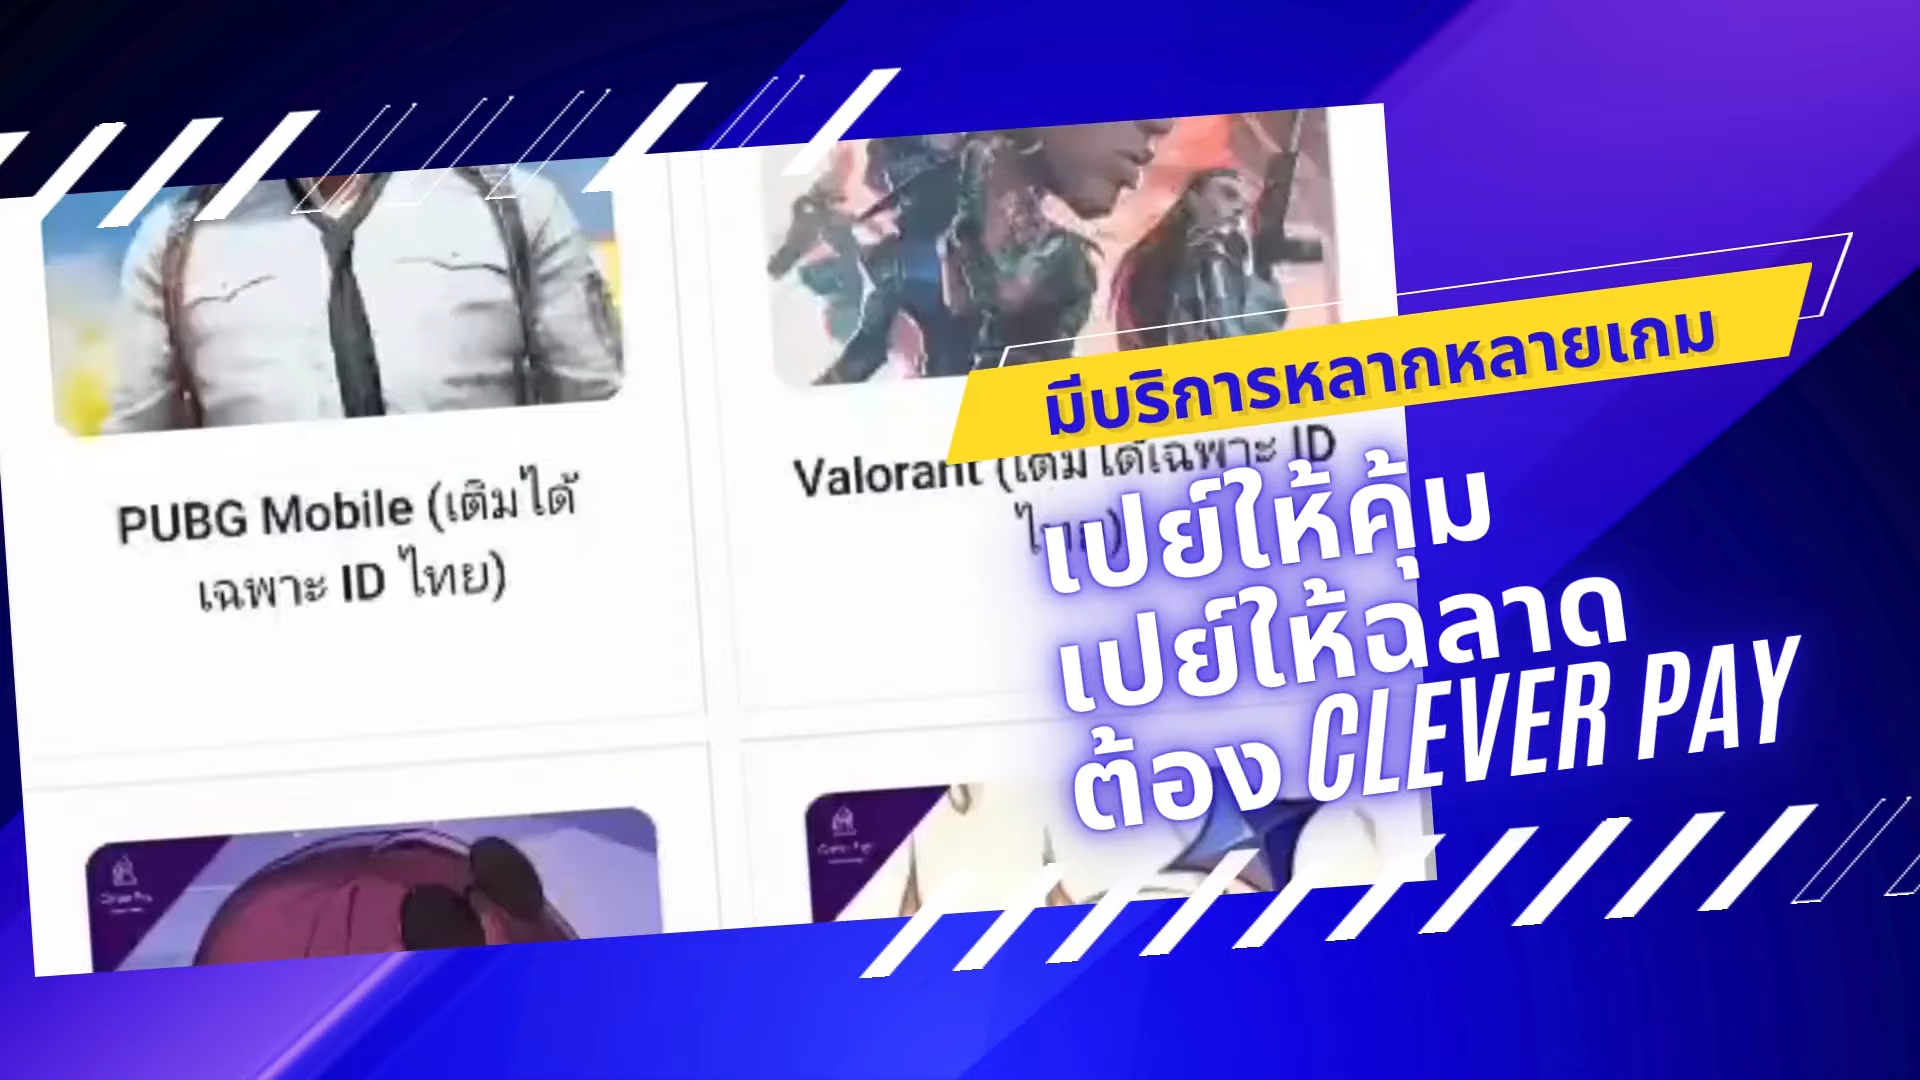 มีบริการหลากหลายเกม
PUBG Mobile (เติมได้
เฉพาะ ID ไทย)
Valorant (เติมได้เฉพาะ ID
ไทย)
เปย์ให้คุ้ม
เปย์ให้ฉลาด
ต้อง CLEVER PAY